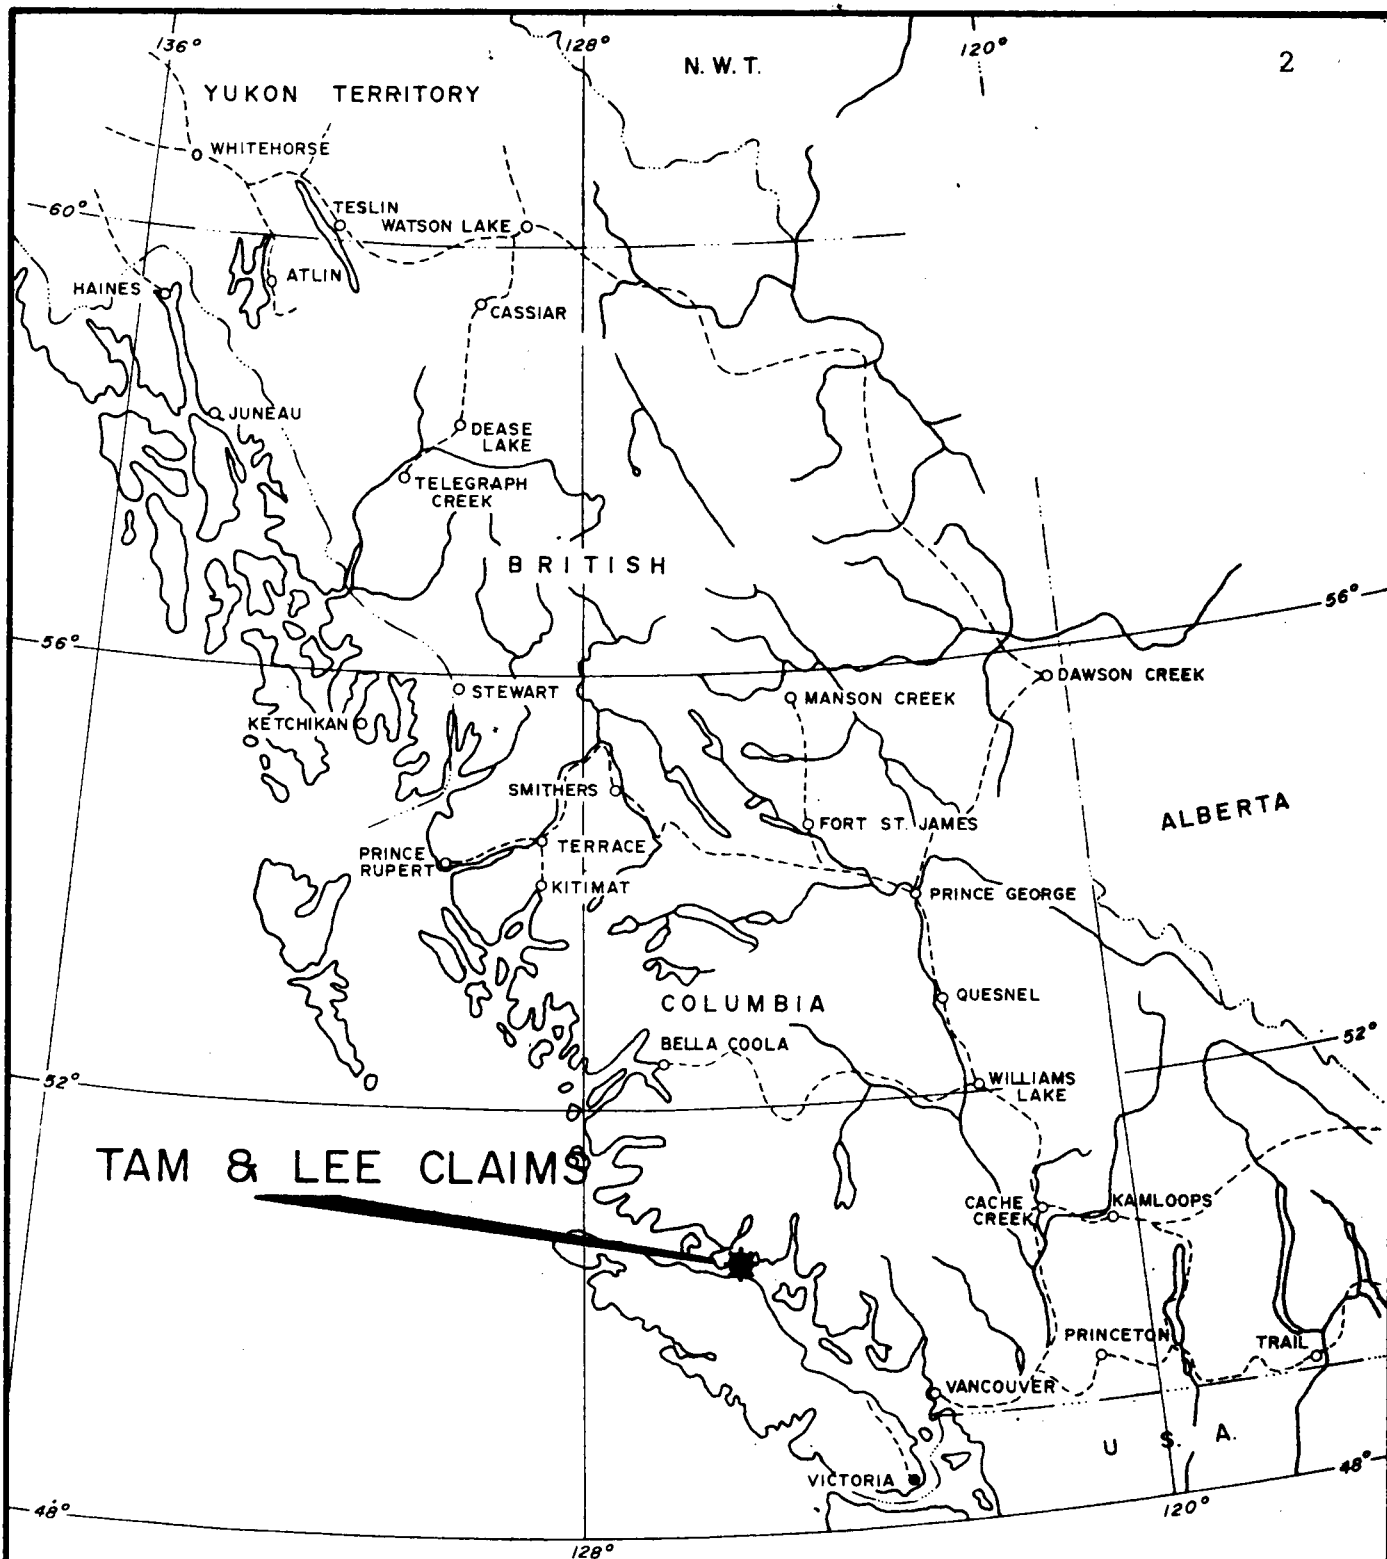 136°
128°
120°
2
N. W. T.
YUKON TERRITORY
WHITEHORSE
60°
TESLIN
WATSON LAKE
ATLIN
HAINES
CASSIAR
JUNEAU
DEASE
LAKE
TELEGRAPH
CREEK
BRITISH
56°
56°
DAWSON CREEK
STEWART
MANSON CREEK
KETCHIKAN
SMITHERS
ALBERTA
FORT ST. JAMES
TERRACE
PRINCE
RUPERT
KITIMAT
PRINCE GEORGE
QUESNEL
COLUMBIA
52°
BELLA COOLA
52°
WILLIAMS
LAKE
TAM & LEE CLAIMS
CACHE
CREEK
KAMLOOPS
PRINCETON
TRAIL
VANCOUVER
U. S. A.
VICTORIA
48°
48°
120°
128°